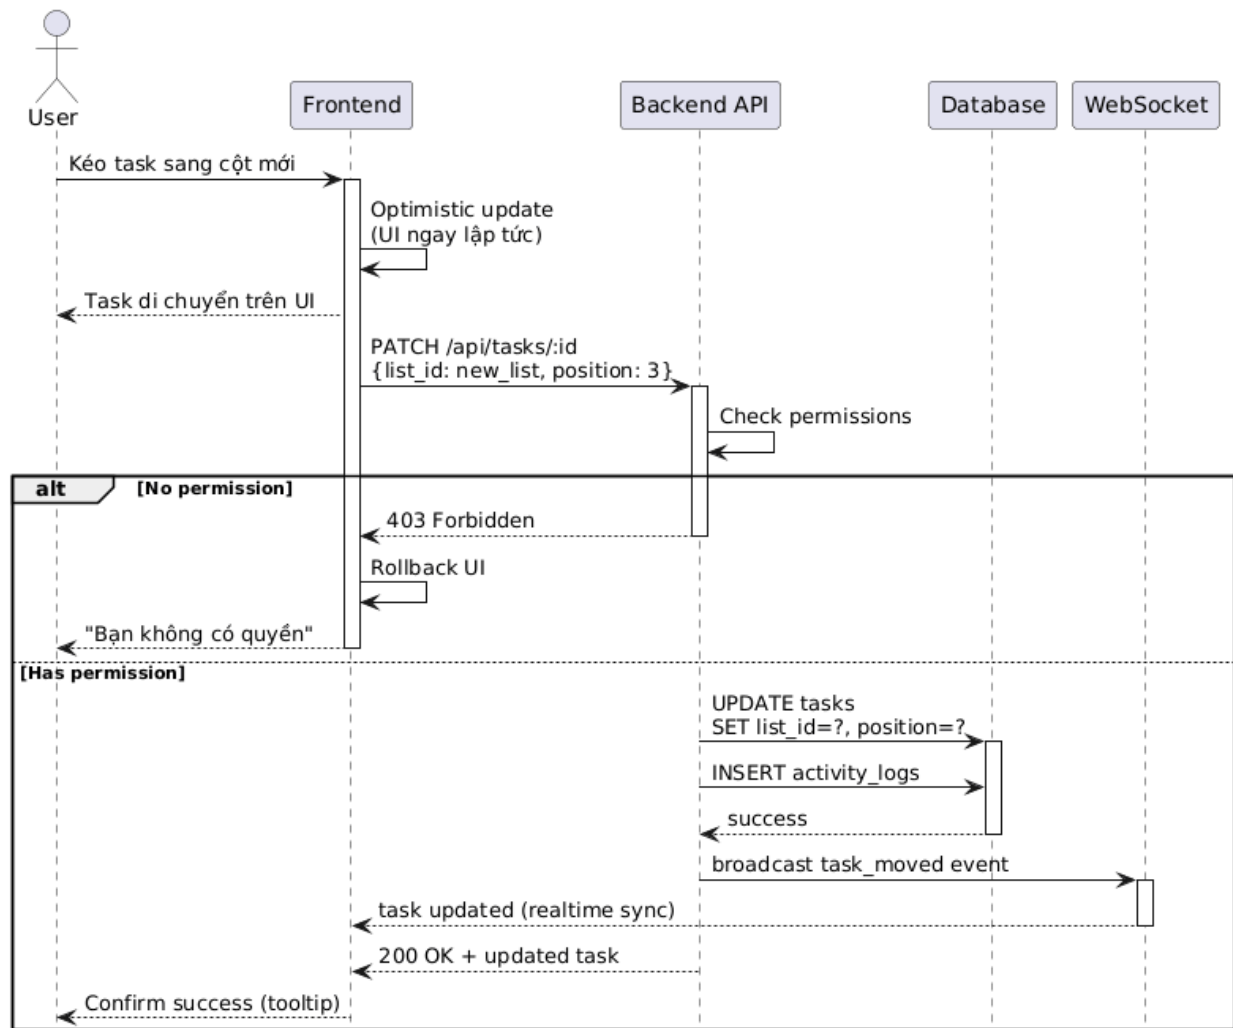 User
Frontend
Backend API
Database
WebSocket
Kéo task sang cột mới
Optimistic update
(UI ngay lập tức)
Task di chuyển trên UI
PATCH /api/tasks/:id
{list_id: new_list, position: 3}
Check permissions
alt
[No permission]
403 Forbidden
Rollback UI
"Bạn không có quyền"
[Has permission]
UPDATE tasks
SET list_id=?, position=?
INSERT activity_logs
success
broadcast task_moved event
task updated (realtime sync)
200 OK + updated task
Confirm success (tooltip)